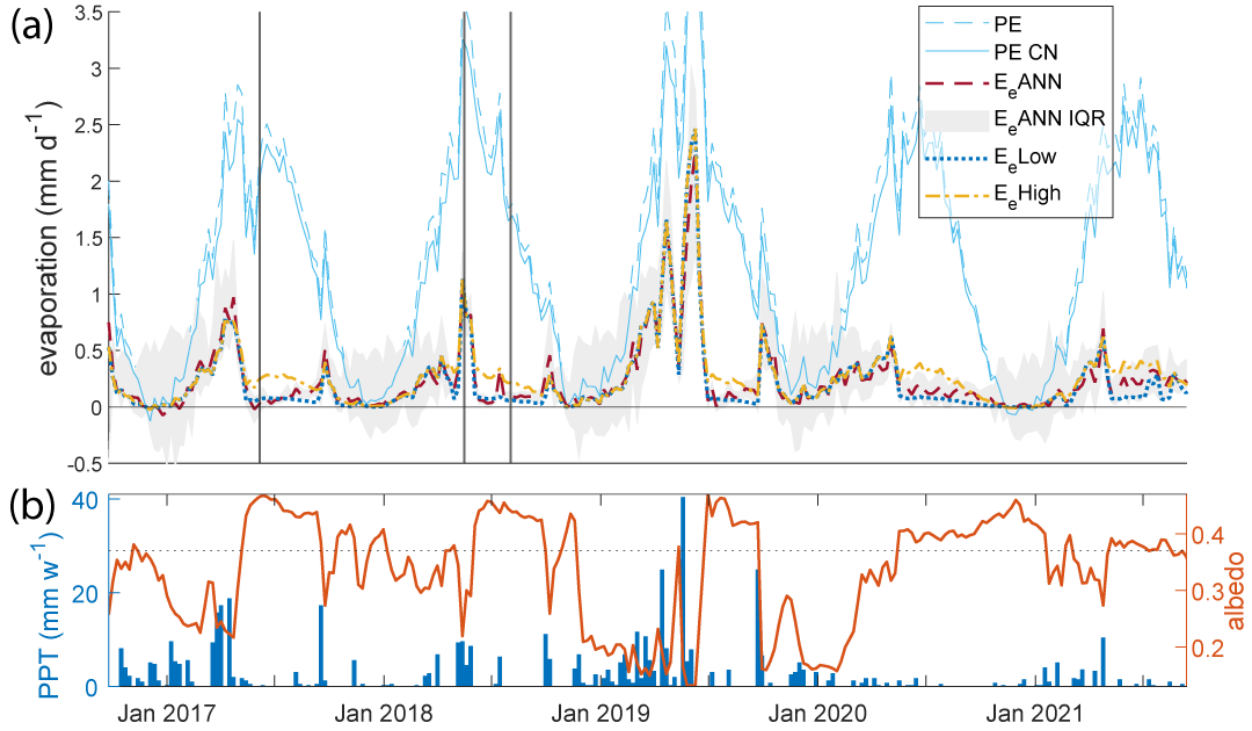 (a)
evaporation (mm d⁻¹)
3.5
3
2.5
2
1.5
1
0.5
0
-0.5
PE
PE CN
EₑANN
EₑANN IQR
EₑLow
EₑHigh
(b)
PPT (mm w⁻¹)
40
20
0
0.4
0.3
0.2
albedo
Jan 2017
Jan 2018
Jan 2019
Jan 2020
Jan 2021